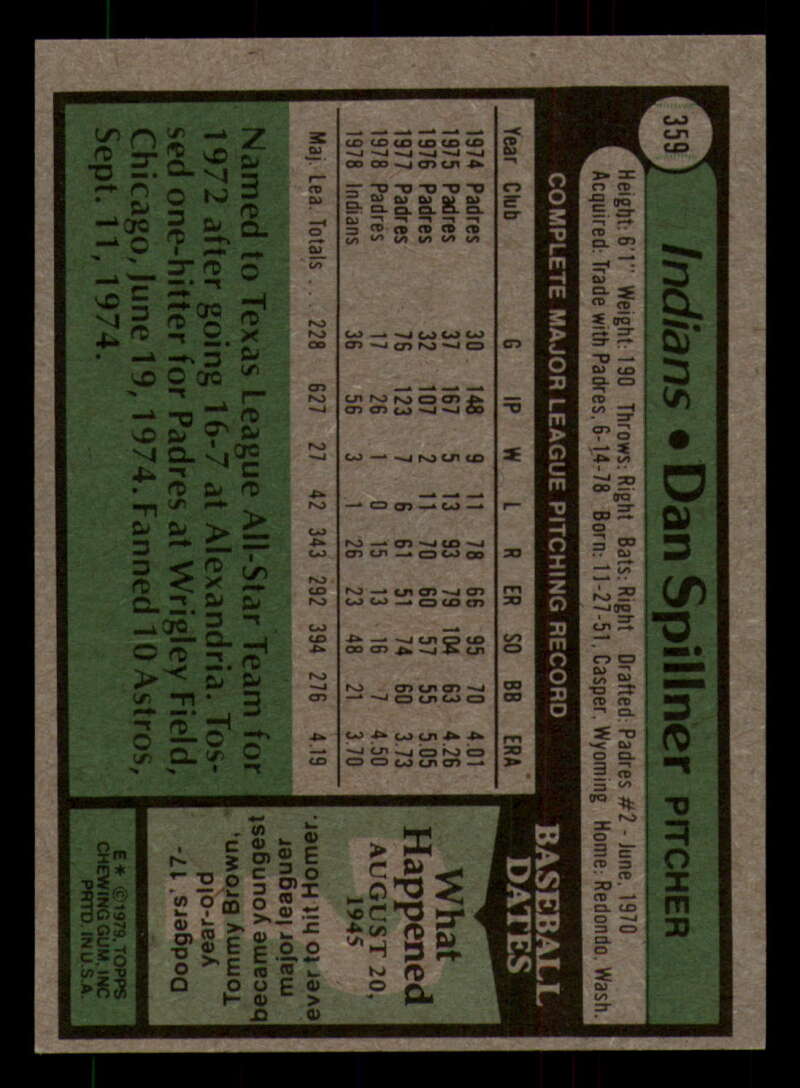 359
Indians • Dan Spillner PITCHER
Height: 6'1" Weight: 190 Throws: Right Bats: Right Drafted: Padres #2 - June, 1970
Acquired: Trade with Padres, 6-14-78 Born: 11-27-51, Casper, Wyoming Home: Redondo, Wash.
COMPLETE MAJOR LEAGUE PITCHING RECORD
Year Club G IP W L R ER SO BB ERA
1974 Padres 30 148 9 11 78 66 95 70 4.01
1975 Padres 37 167 5 13 93 79 104 63 4.26
1976 Padres 32 107 2 11 70 60 57 55 5.05
1977 Padres 76 123 7 6 61 51 74 60 3.73
1978 Padres 17 26 1 0 15 13 16 7 4.50
1978 Indians 36 56 3 1 26 23 48 21 3.70
Maj. Lea. Totals . . . 228 627 27 42 343 292 394 276 4.19
Named to Texas League All-Star Team for
1972 after going 16-7 at Alexandria. Tos-
sed one-hitter for Padres at Wrigley Field,
Chicago, June 19, 1974. Fanned 10 Astros,
Sept. 11, 1974.
BASEBALL
DATES
What
Happened
AUGUST 20,
1945
Dodgers' 17-
year-old
Tommy Brown,
became youngest
major leaguer
ever to hit Homer.
E* ©1979, TOPPS
CHEWING GUM, INC
PRTD. IN U.S.A.